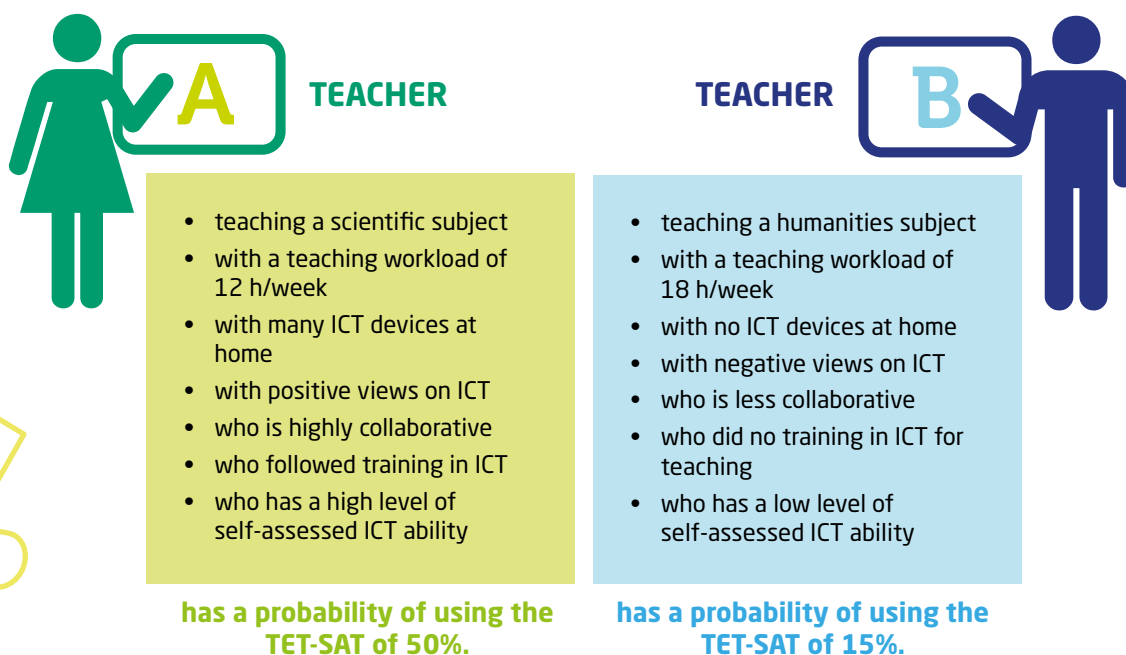 A
TEACHER
• teaching a scientific subject
• with a teaching workload of
12 h/week
• with many ICT devices at
home
• with positive views on ICT
• who is highly collaborative
• who followed training in ICT
• who has a high level of
self-assessed ICT ability
has a probability of using the
TET-SAT of 50%.
TEACHER
B
• teaching a humanities subject
• with a teaching workload of
18 h/week
• with no ICT devices at home
• with negative views on ICT
• who is less collaborative
• who did no training in ICT for
teaching
• who has a low level of
self-assessed ICT ability
has a probability of using the
TET-SAT of 15%.